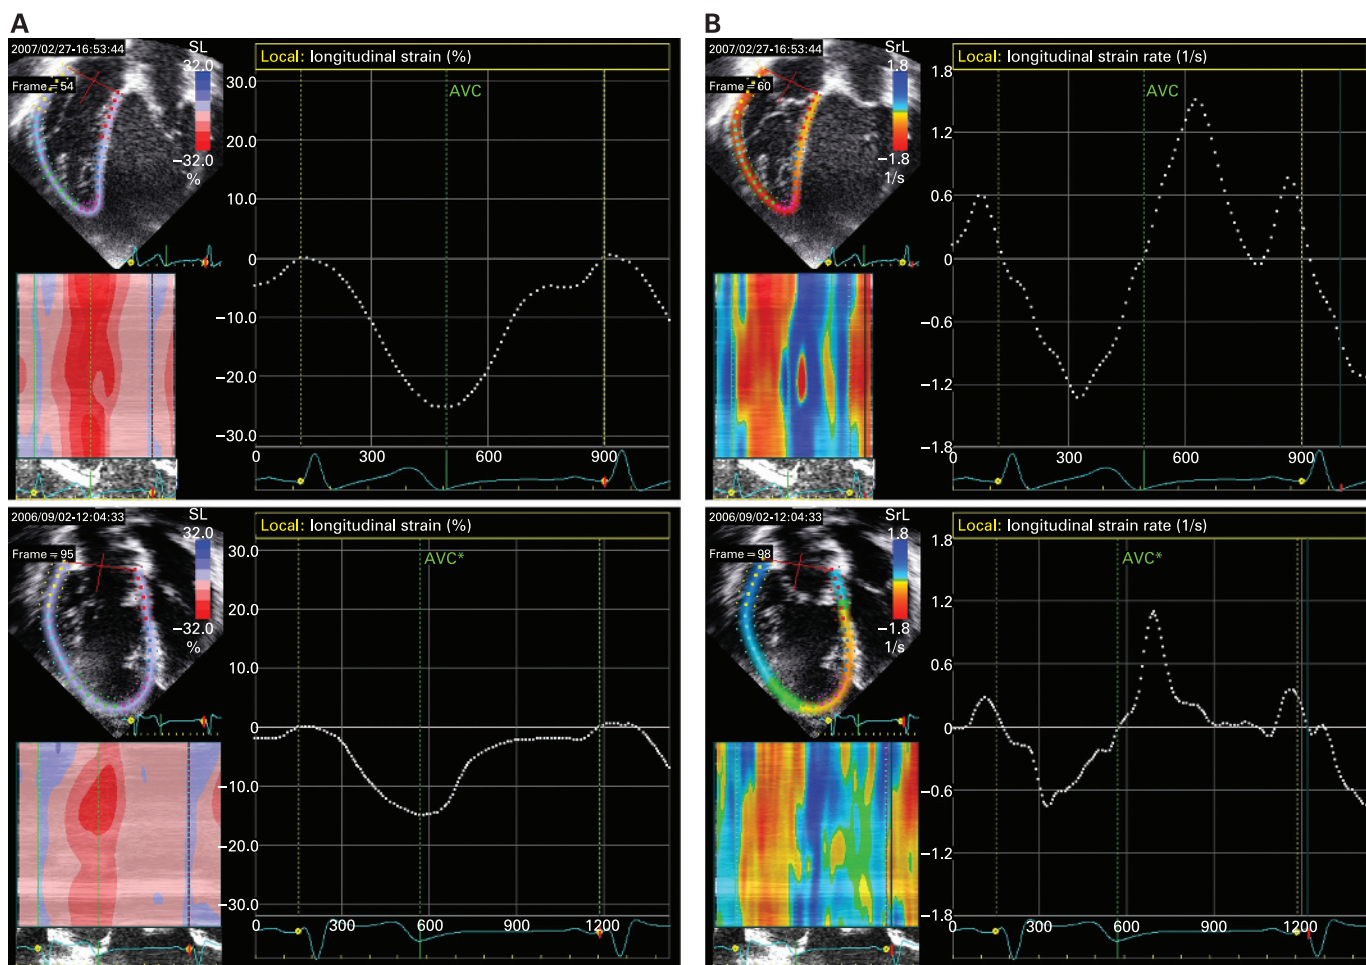 A
2007/02/27-16:53:44
SL
32.0
Frame = 54
−32.0
%
Local: longitudinal strain (%)
30.0
AVC
20.0
10.0
0
−10.0
−20.0
−30.0
0 300 600 900
B
2007/02/27-16:53:44
SrL
1.8
Frame = 60
−1.8
1/s
Local: longitudinal strain rate (1/s)
1.8
AVC
1.2
0.6
0
−0.6
−1.2
−1.8
0 300 600 900
2006/09/02-12:04:33
SL
32.0
Frame = 95
−32.0
%
Local: longitudinal strain (%)
30.0
AVC*
20.0
10.0
0
−10.0
−20.0
−30.0
0 300 600 900 1200
2006/09/02-12:04:33
SrL
1.8
Frame = 98
−1.8
1/s
Local: longitudinal strain rate (1/s)
1.8
AVC*
1.2
0.6
0
−0.6
−1.2
−1.8
0 300 600 900 1200